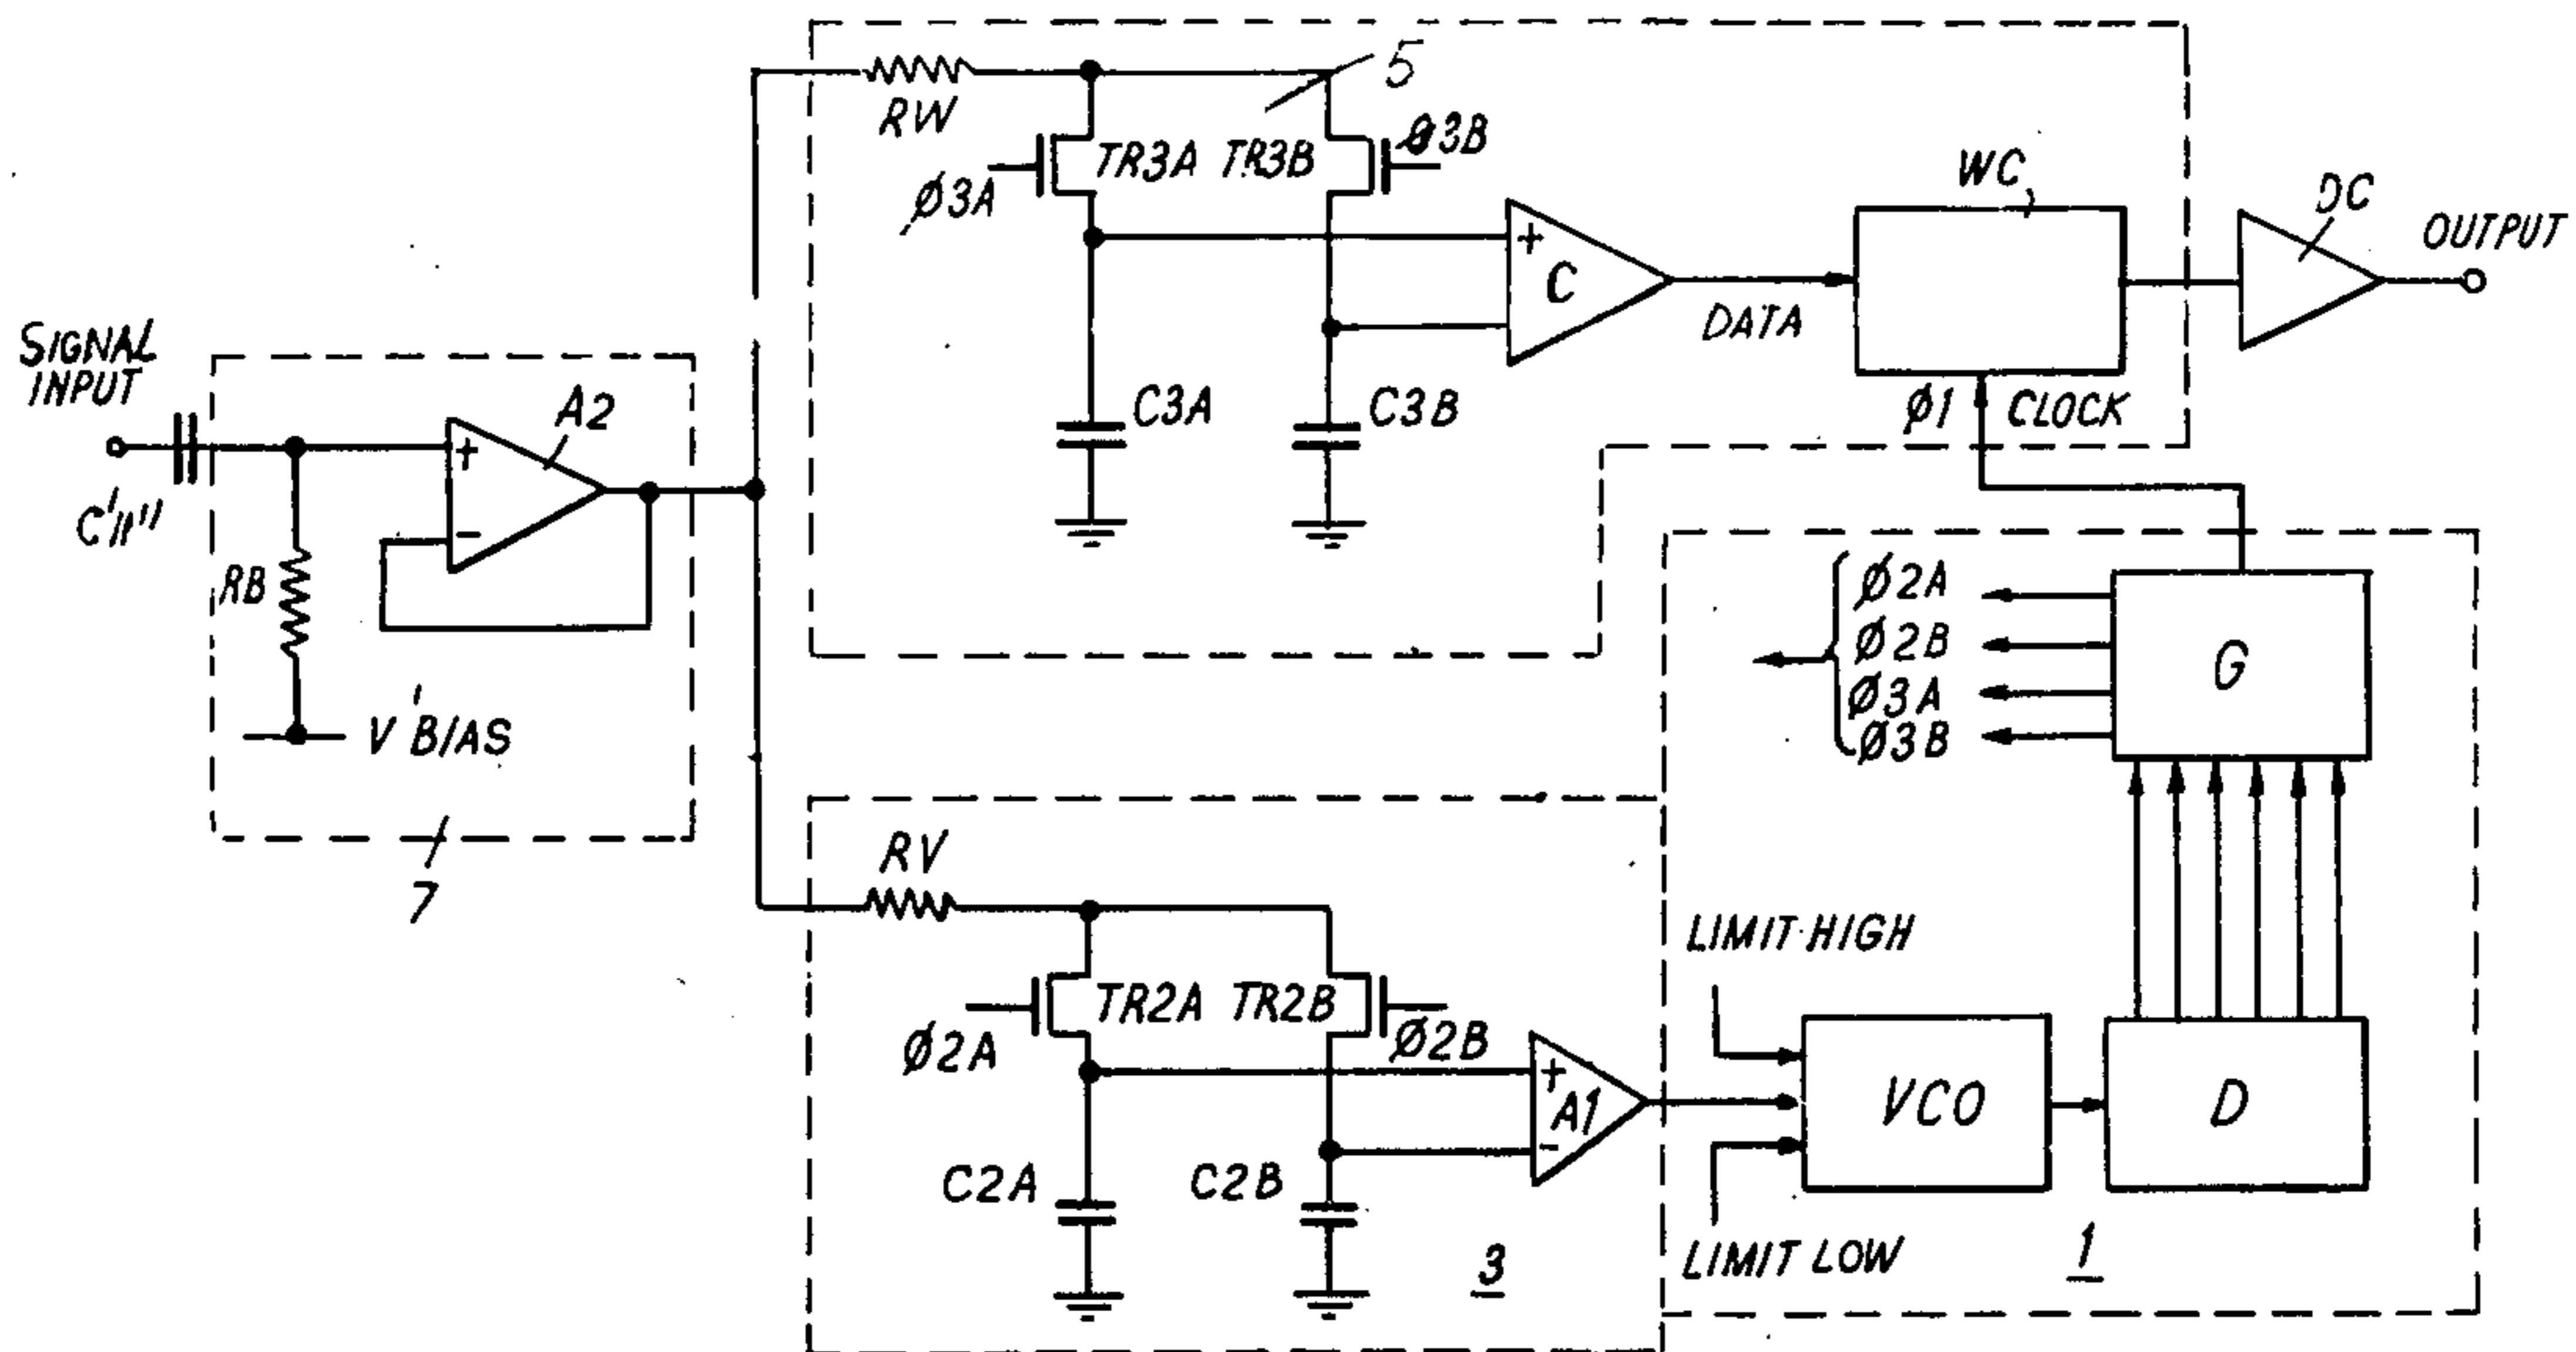 5
RW
TR3A TR3B
ø3A
ø3B
WC
DC
OUTPUT
+
C
DATA
SIGNAL
INPUT
A2
+
-
C3A
C3B
ø1 CLOCK
RB
V'BIAS
7
ø2A
ø2B
ø3A
ø3B
G
RV
LIMIT HIGH
TR2A TR2B
ø2A
ø2B
+
A1
-
VCO
D
C2A
C2B
3
LIMIT LOW
1